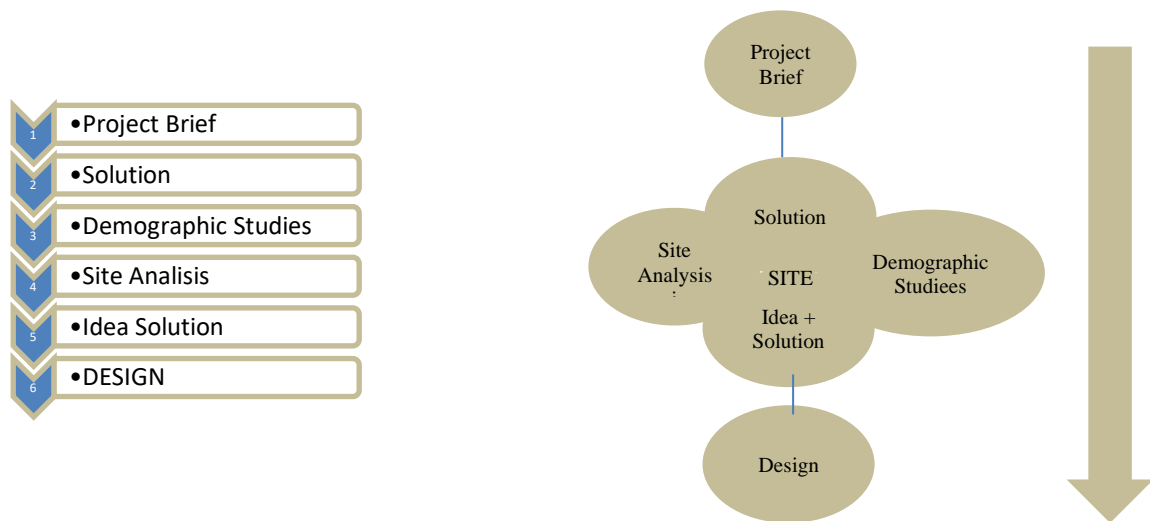 1
•Project Brief
2
•Solution
3
•Demographic Studies
4
•Site Analisis
5
•Idea Solution
6
•DESIGN
Project
Brief
Solution
Site
Analysis
SITE
Demographic
Studiees
Idea +
Solution
Design